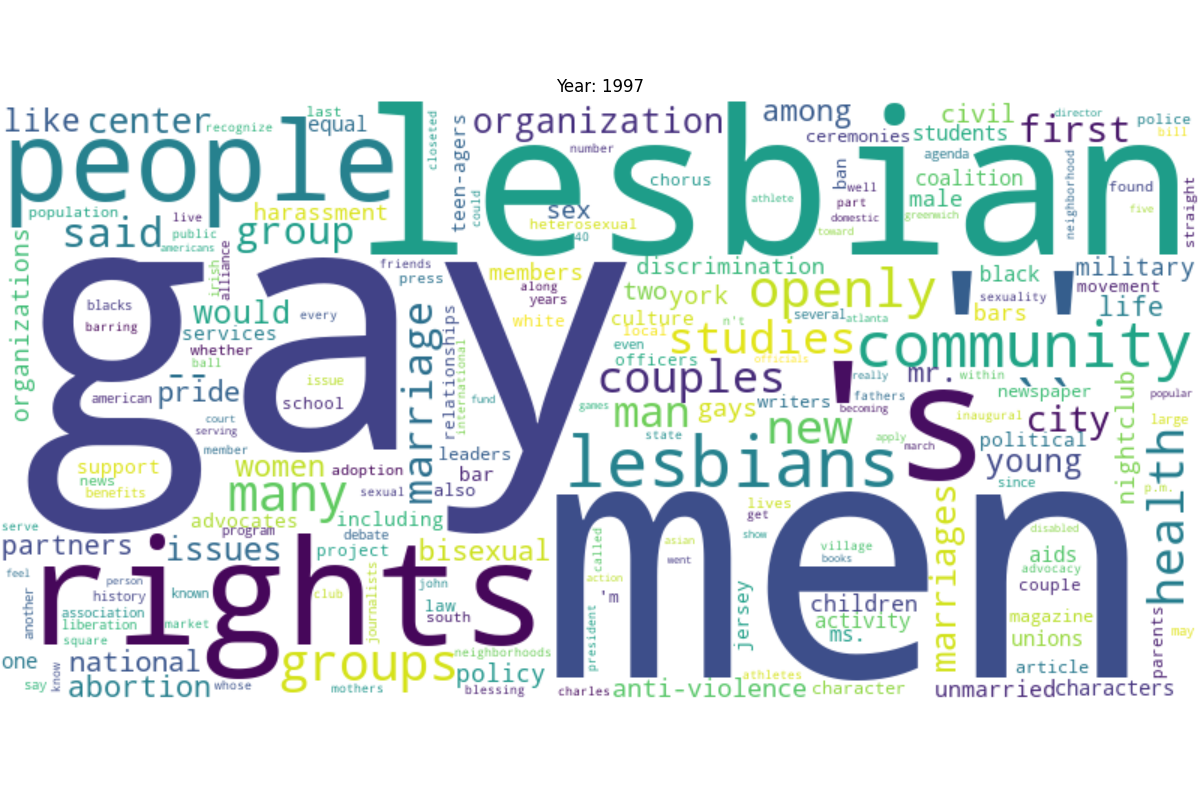 Year: 1997
like center recognize last equal closeted teen-agers organization number among ceremonies civil students director first police bill
people lesbian
population live public americans harassment said group could sex heterosexual 40 chorus athlete toward ban well part domestic agenda coalition male greenwich neighborhood found five straight
organizations irish alliance friends press members along years white discrimination two york culture local even officers n't several atlanta openly ' ' black sexuality bars military movement life
gay
blacks barring would services whether ball every -- pride american issue school court serving member marriage relationships international fund leaders bar also
studies community officials couples ' s mr. really within `` newspaper popular
games man gays writers fathers becoming new state apply march inaugural city large political young since nightclub health p.m.
support news benefits women many adoption sexual lesbians
advocates program including debate project bisexual
men
serve partners issues rights
feel another person history known association liberation market square club journalists john law south
called asian action 'm president lives get show went jersey village books children activity ms. marriages disabled aids advocacy couple magazine unions article parents may
one say know national abortion whose groups mothers neighborhoods policy blessing charles anti-violence athletes character unmarried characters